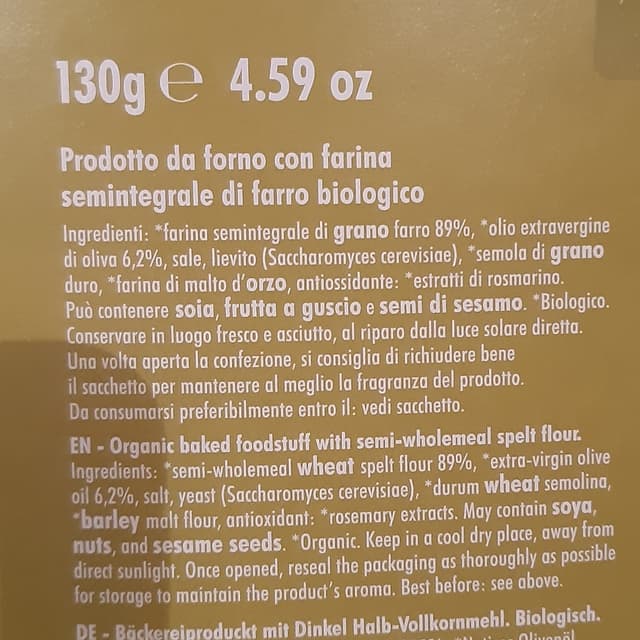 130g ℮ 4.59 oz
Prodotto da forno con farina
semintegrale di farro biologico
Ingredienti: *farina semintegrale di grano farro 89%, *olio extravergine
di oliva 6,2%, sale, lievito (Saccharomyces cerevisiae), *semola di grano
duro, *farina di malto d'orzo, antiossidante: *estratti di rosmarino.
Può contenere soia, frutta a guscio e semi di sesamo. *Biologico.
Conservare in luogo fresco e asciutto, al riparo dalla luce solare diretta.
Una volta aperta la confezione, si consiglia di richiudere bene
il sacchetto per mantenere al meglio la fragranza del prodotto.
Da consumarsi preferibilmente entro il: vedi sacchetto.
EN - Organic baked foodstuff with semi-wholemeal spelt flour.
Ingredients: *semi-wholemeal wheat spelt flour 89%, *extra-virgin olive
oil 6,2%, salt, yeast (Saccharomyces cerevisiae), *durum wheat semolina,
*barley malt flour, antioxidant: *rosemary extracts. May contain soya,
nuts, and sesame seeds. *Organic. Keep in a cool dry place, away from
direct sunlight. Once opened, reseal the packaging as thoroughly as possible
for storage to maintain the product's aroma. Best before: see above.
DE - Bäckereiproduckt mit Dinkel Halb-Vollkornmehl. Biologisch.